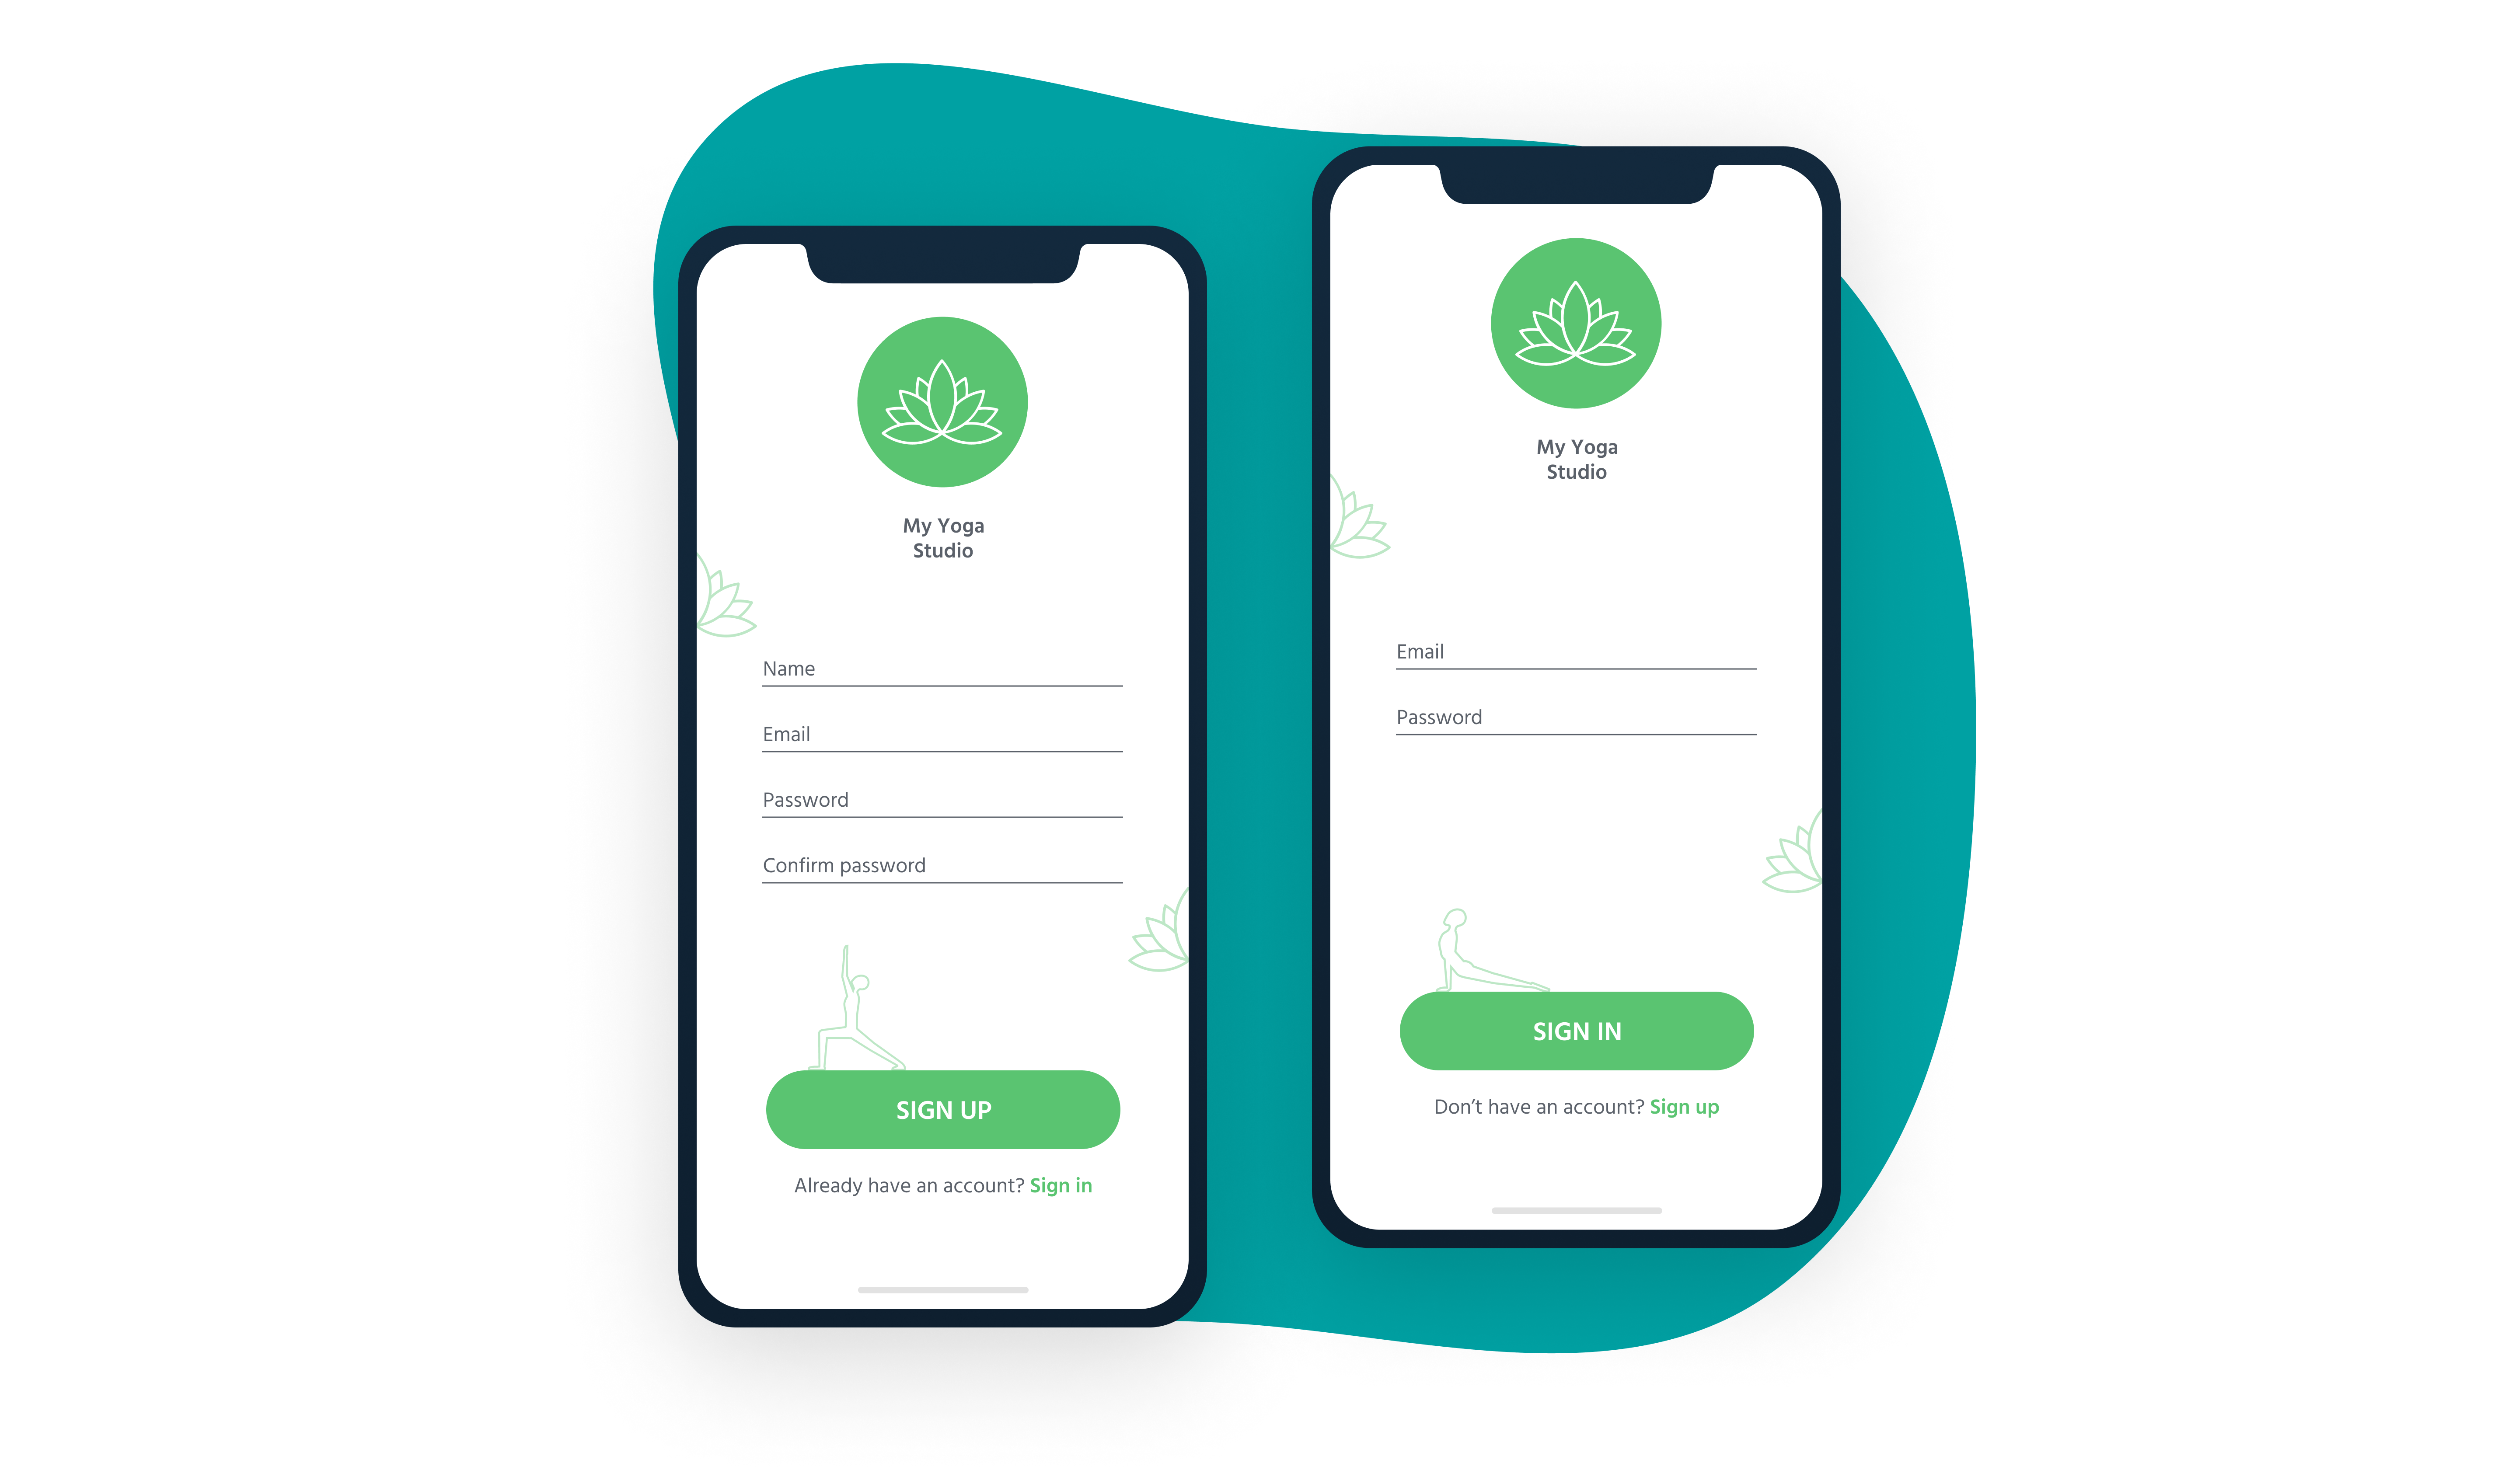 My Yoga
Studio
Name
Email
Password
Confirm password
SIGN UP
Already have an account? Sign in
My Yoga
Studio
Email
Password
SIGN IN
Don’t have an account? Sign up